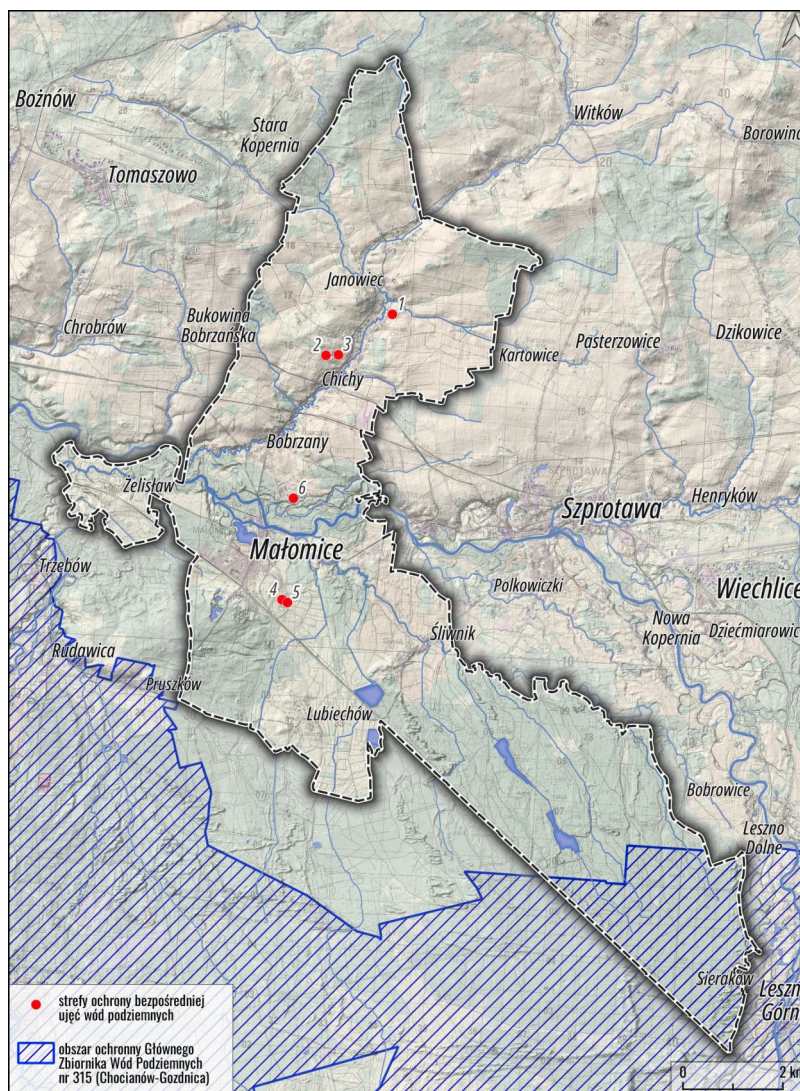 Bożnów
Witków
Stara
Kopernia
Borowina
Tomaszowo
Janowiec
1
Bukowina
Bobrzańska
Chrobrów
Pasterzowice
Dzikowice
2 3
Kartowice
Chichy
Bobrzany
Żelisław
6
Henryków
Szprotawa
Małomice
Trzebów
Polkowiczki
Wiechlice
4 5
Nowa
Kopernia
Dziećmiarowic
Śliwnik
Rudawica
Pruszków
Lubiechów
Bobrowice
Leszno
Dolne
Sieraków
Leszn
Górn
strefy ochrony bezpośredniej
ujęć wód podziemnych
obszar ochronny Głównego
Zbiornika Wód Podziemnych
nr 315 (Chocianów-Gozdnica)
0 2 km